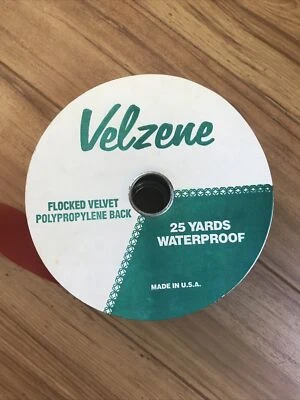 Velzene
FLOCKED VELVET
POLYPROPYLENE BACK
25 YARDS
WATERPROOF
MADE IN U.S.A.